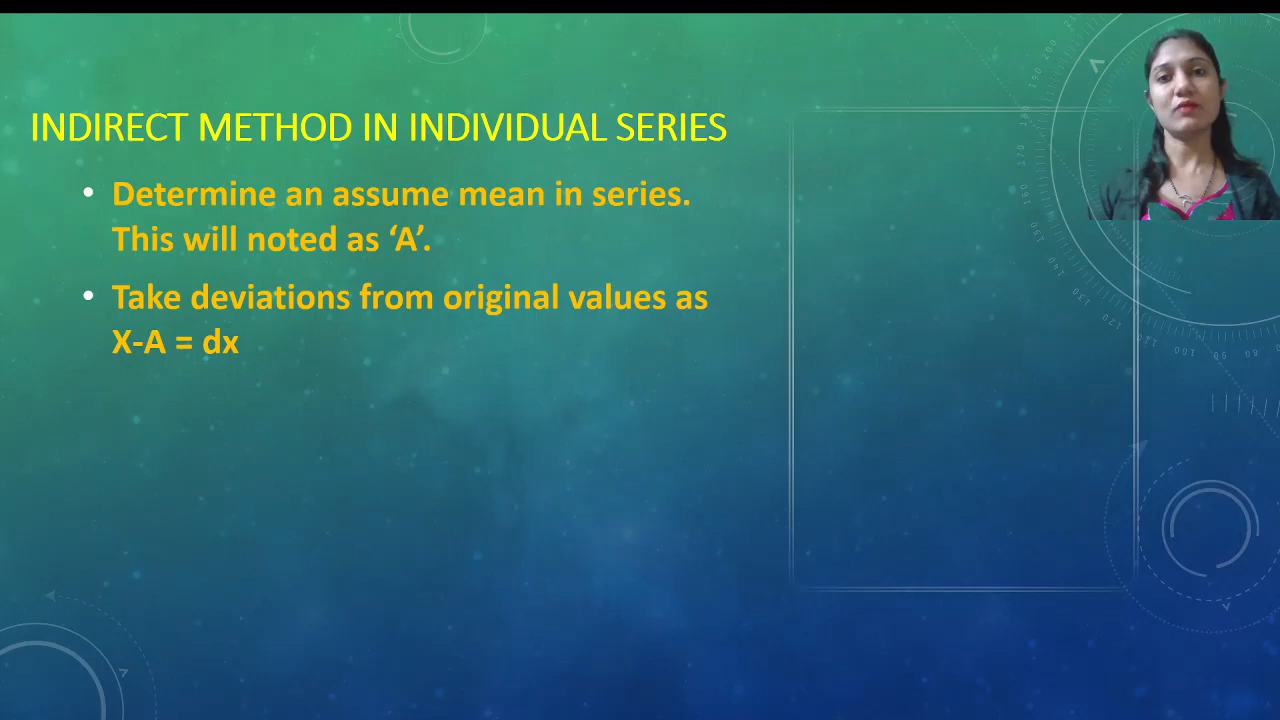 INDIRECT METHOD IN INDIVIDUAL SERIES
• Determine an assume mean in series.
This will noted as ‘A’.
• Take deviations from original values as
X-A = dx